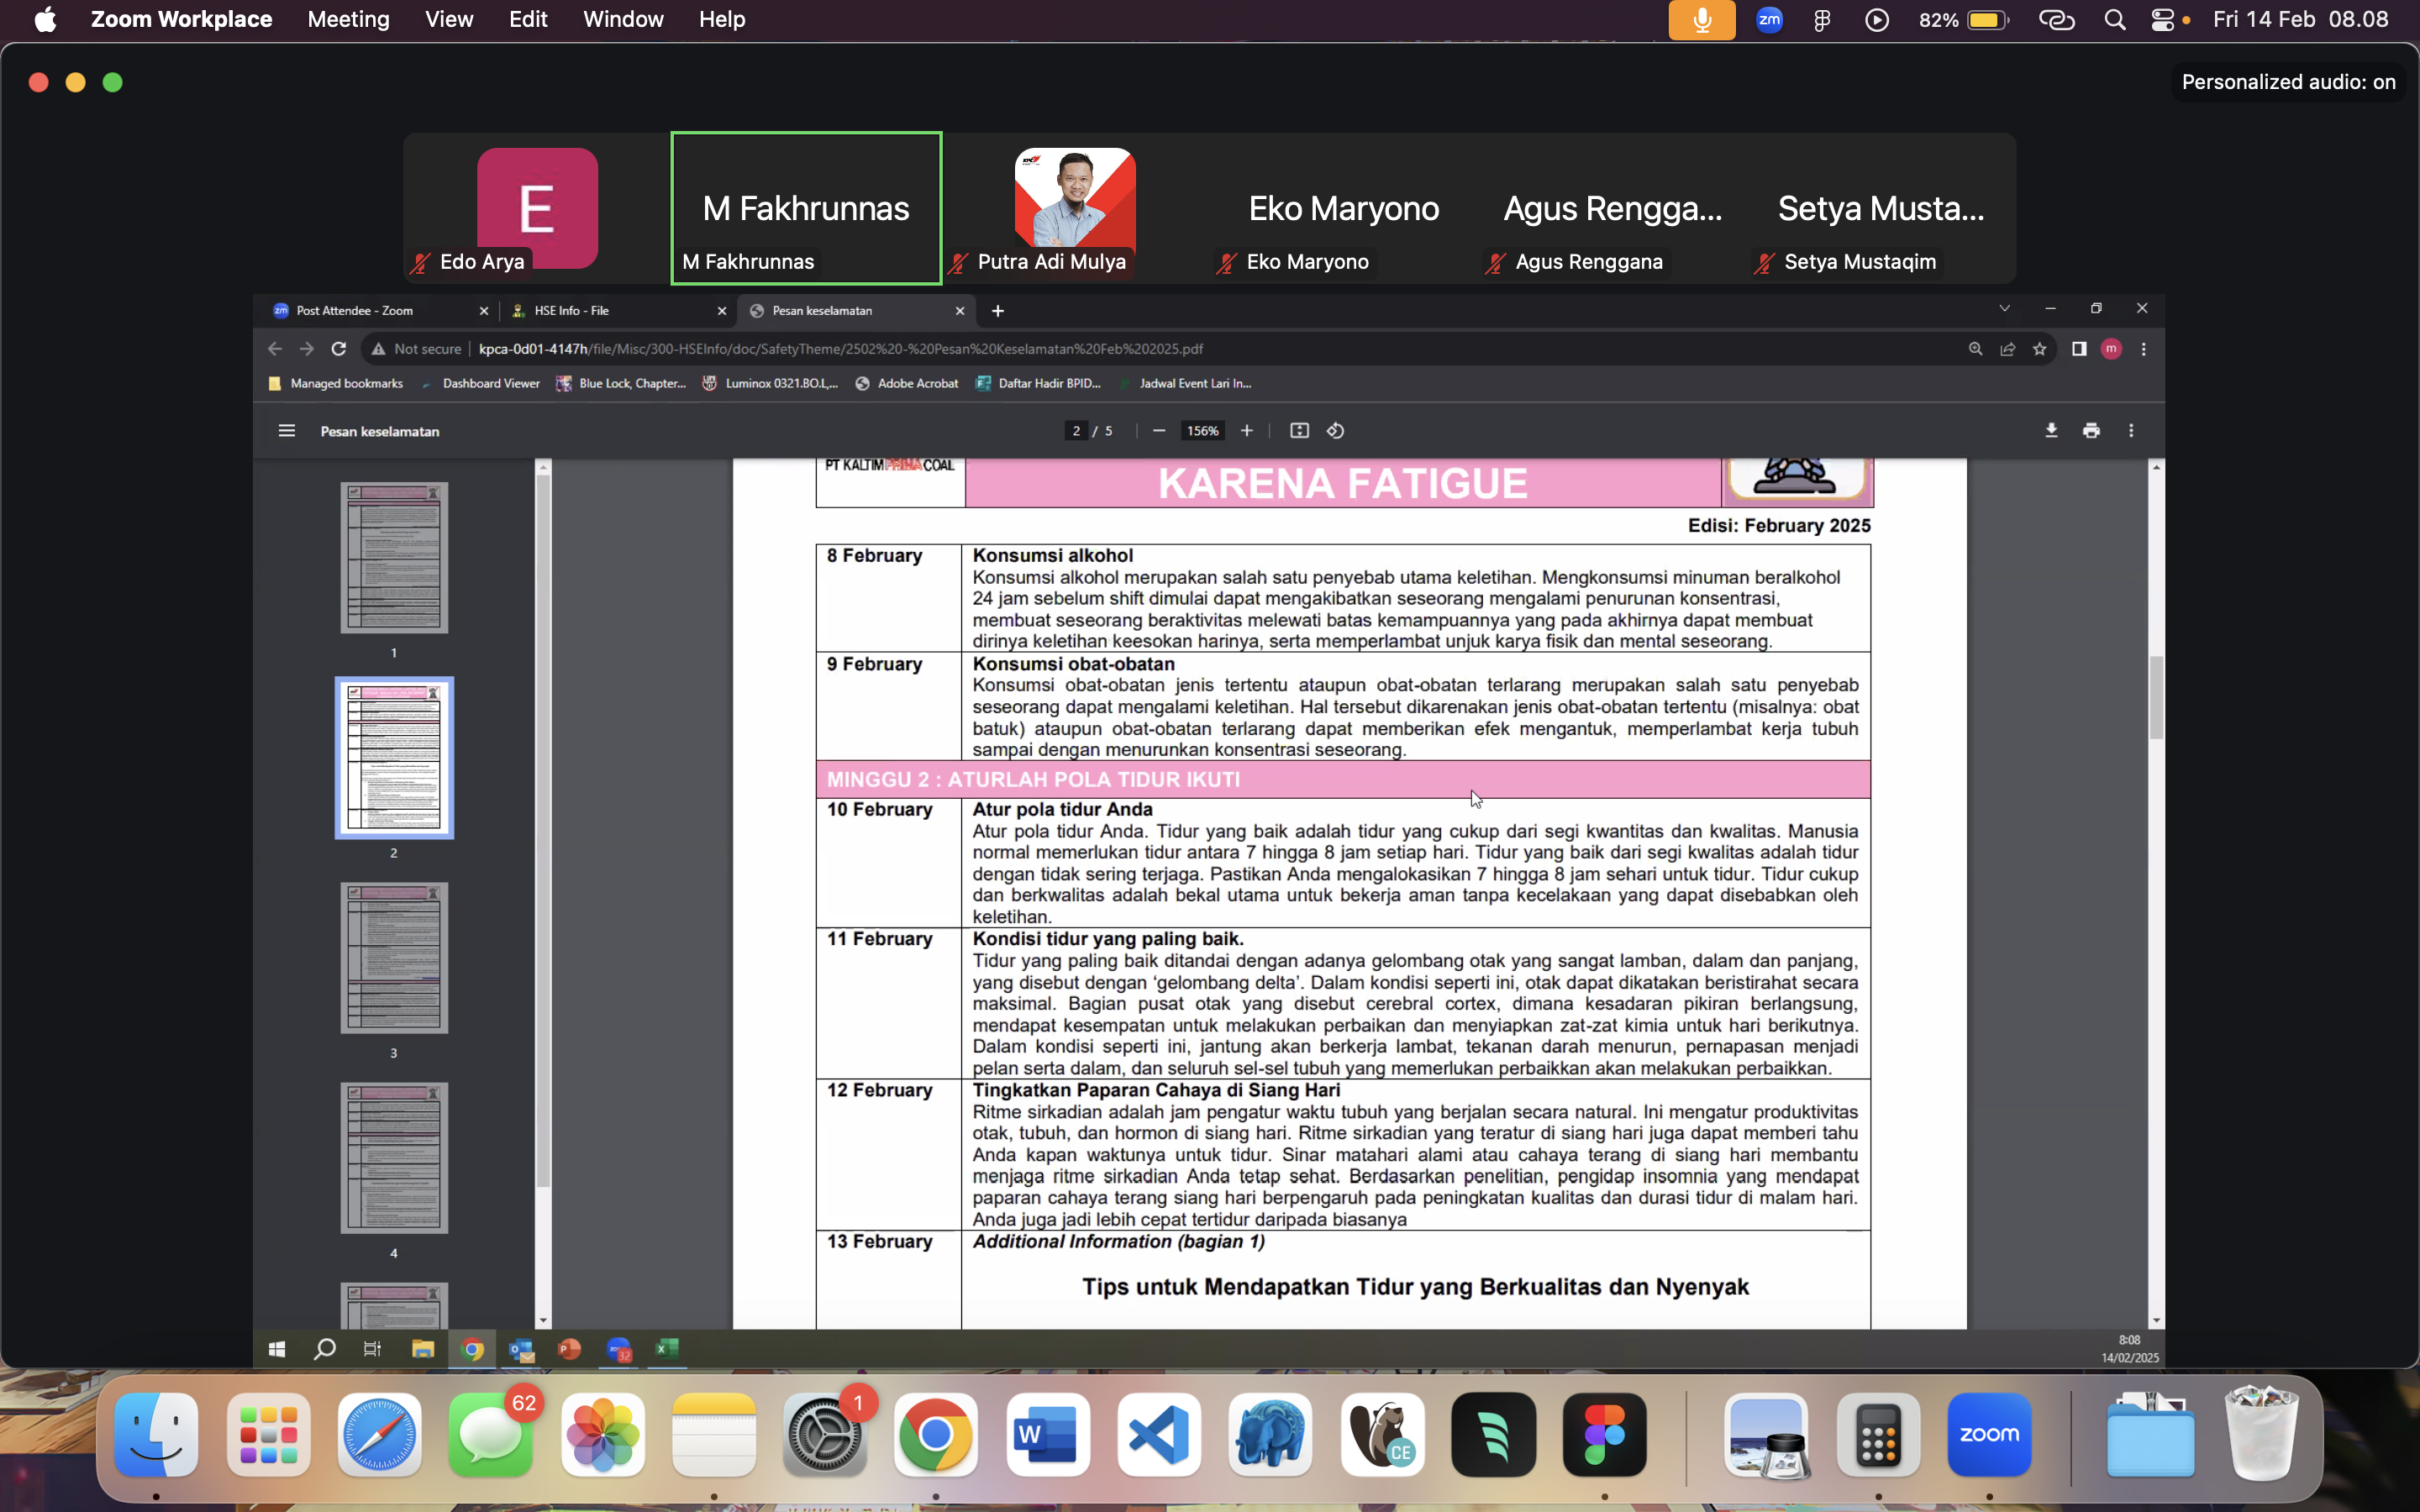 Zoom Workplace Meeting View Edit Window Help
zm 82% Fri 14 Feb 08.08
Personalized audio: on
E
M Fakhrunnas
KPC
Eko Maryono
Agus Rengga...
Setya Musta...
Edo Arya
M Fakhrunnas
Putra Adi Mulya
Eko Maryono
Agus Renggana
Setya Mustaqim
zm Post Attendee - Zoom
HSE Info - File
Pesan keselamatan
Not secure kpca-0d01-4147h/file/Misc/300-HSEInfo/doc/SafetyTheme/2502%20-%20Pesan%20Keselamatan%20Feb%202025.pdf
m
Managed bookmarks Dashboard Viewer Blue Lock, Chapter... Luminox 0321.BO.L,... Adobe Acrobat Daftar Hadir BPID... Jadwal Event Lari In...
Pesan keselamatan 2 / 5 156%
1
2
3
4
PT KALTIM PRIMA COAL
KARENA FATIGUE
Edisi: February 2025
8 February Konsumsi alkohol
Konsumsi alkohol merupakan salah satu penyebab utama keletihan. Mengkonsumsi minuman beralkohol
24 jam sebelum shift dimulai dapat mengakibatkan seseorang mengalami penurunan konsentrasi,
membuat seseorang beraktivitas melewati batas kemampuannya yang pada akhirnya dapat membuat
dirinya keletihan keesokan harinya, serta memperlambat unjuk karya fisik dan mental seseorang.
9 February Konsumsi obat-obatan
Konsumsi obat-obatan jenis tertentu ataupun obat-obatan terlarang merupakan salah satu penyebab
seseorang dapat mengalami keletihan. Hal tersebut dikarenakan jenis obat-obatan tertentu (misalnya: obat
batuk) ataupun obat-obatan terlarang dapat memberikan efek mengantuk, memperlambat kerja tubuh
sampai dengan menurunkan konsentrasi seseorang.
MINGGU 2 : ATURLAH POLA TIDUR IKUTI
10 February Atur pola tidur Anda
Atur pola tidur Anda. Tidur yang baik adalah tidur yang cukup dari segi kwantitas dan kwalitas. Manusia
normal memerlukan tidur antara 7 hingga 8 jam setiap hari. Tidur yang baik dari segi kwalitas adalah tidur
dengan tidak sering terjaga. Pastikan Anda mengalokasikan 7 hingga 8 jam sehari untuk tidur. Tidur cukup
dan berkwalitas adalah bekal utama untuk bekerja aman tanpa kecelakaan yang dapat disebabkan oleh
keletihan.
11 February Kondisi tidur yang paling baik.
Tidur yang paling baik ditandai dengan adanya gelombang otak yang sangat lamban, dalam dan panjang,
yang disebut dengan ‘gelombang delta’. Dalam kondisi seperti ini, otak dapat dikatakan beristirahat secara
maksimal. Bagian pusat otak yang disebut cerebral cortex, dimana kesadaran pikiran berlangsung,
mendapat kesempatan untuk melakukan perbaikan dan menyiapkan zat-zat kimia untuk hari berikutnya.
Dalam kondisi seperti ini, jantung akan berkerja lambat, tekanan darah menurun, pernapasan menjadi
pelan serta dalam, dan seluruh sel-sel tubuh yang memerlukan perbaikkan akan melakukan perbaikkan.
12 February Tingkatkan Paparan Cahaya di Siang Hari
Ritme sirkadian adalah jam pengatur waktu tubuh yang berjalan secara natural. Ini mengatur produktivitas
otak, tubuh, dan hormon di siang hari. Ritme sirkadian yang teratur di siang hari juga dapat memberi tahu
Anda kapan waktunya untuk tidur. Sinar matahari alami atau cahaya terang di siang hari membantu
menjaga ritme sirkadian Anda tetap sehat. Berdasarkan penelitian, pengidap insomnia yang mendapat
paparan cahaya terang siang hari berpengaruh pada peningkatan kualitas dan durasi tidur di malam hari.
Anda juga jadi lebih cepat tertidur daripada biasanya
13 February Additional Information (bagian 1)
Tips untuk Mendapatkan Tidur yang Berkualitas dan Nyenyak
32
8:08
14/02/2025
62
1
W
CE
zoom